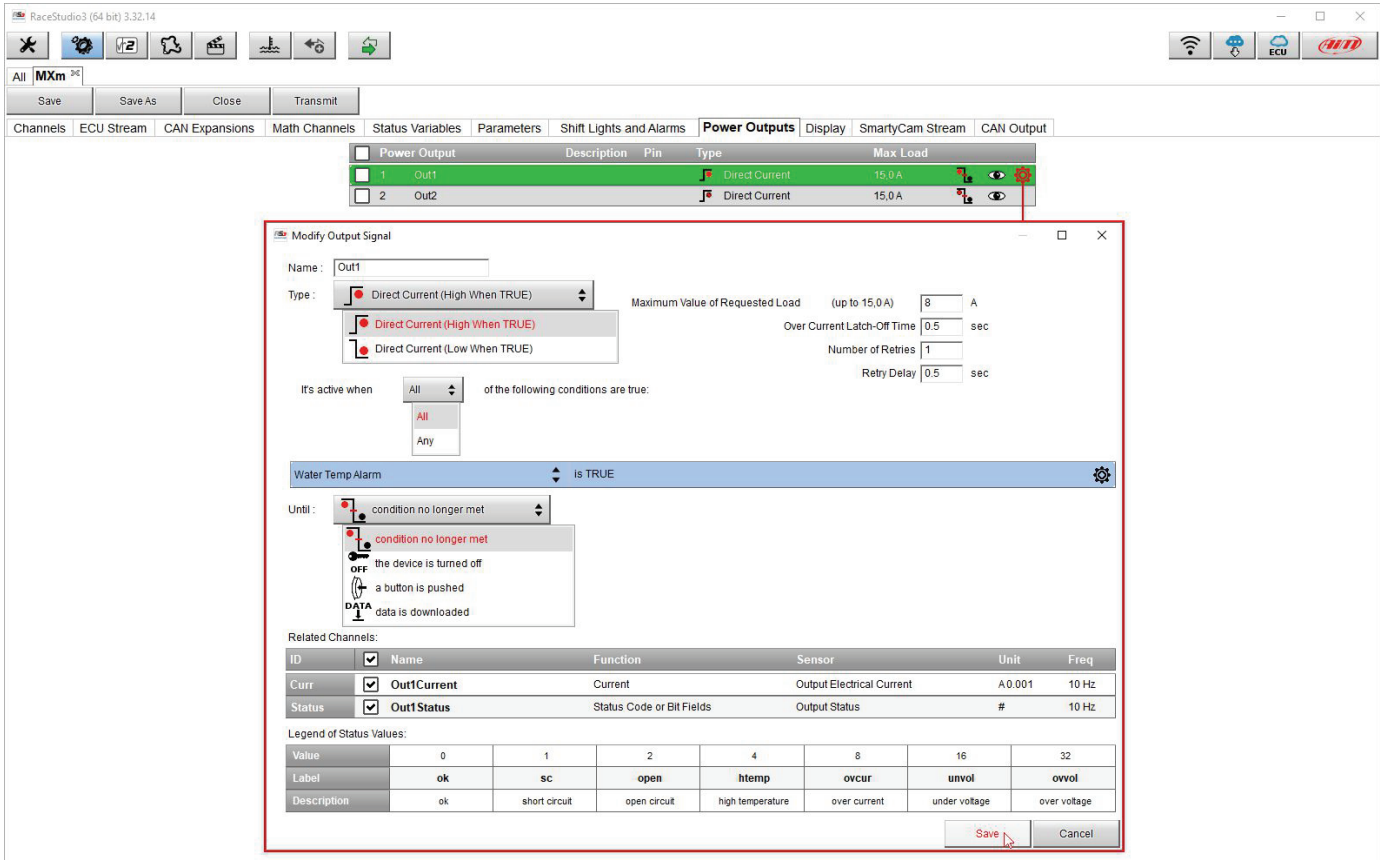 RaceStudio3 (64 bit) 3.32.14
ECU AIM
All MXm
Save Save As Close Transmit
Channels ECU Stream CAN Expansions Math Channels Status Variables Parameters Shift Lights and Alarms Power Outputs Display SmartyCam Stream CAN Output
Power Output Description Pin Type Max Load
1 Out1 Direct Current 15,0 A
2 Out2 Direct Current 15,0 A
Modify Output Signal
Name : Out1
Type : Direct Current (High When TRUE)
Direct Current (High When TRUE)
Direct Current (Low When TRUE)
Maximum Value of Requested Load (up to 15,0 A) 8 A
Over Current Latch-Off Time 0.5 sec
Number of Retries 1
Retry Delay 0.5 sec
It's active when All of the following conditions are true:
All
Any
Water Temp Alarm is TRUE
Until : condition no longer met
condition no longer met
OFF the device is turned off
a button is pushed
DATA data is downloaded
Related Channels:
ID Name Function Sensor Unit Freq
Curr Out1Current Current Output Electrical Current A 0.001 10 Hz
Status Out1Status Status Code or Bit Fields Output Status # 10 Hz
Legend of Status Values:
Value 0 1 2 4 8 16 32
Label ok sc open htemp ovcur unvol ovvol
Description ok short circuit open circuit high temperature over current under voltage over voltage
Save Cancel